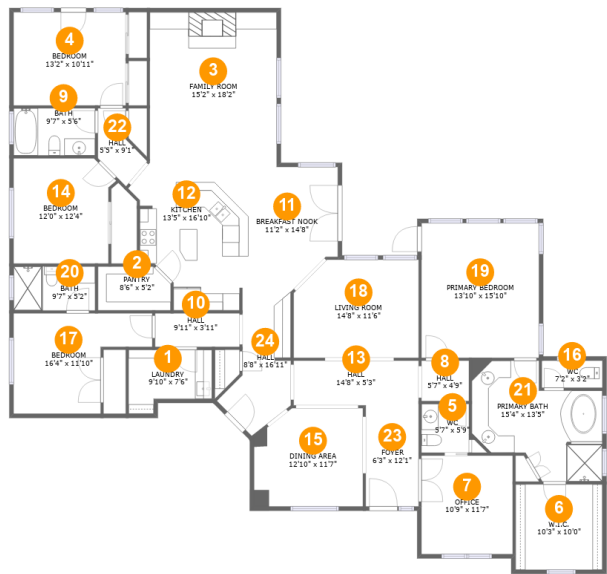 4
BEDROOM
13'2" x 10'11"
3
FAMILY ROOM
15'2" x 18'2"
9
BATH
9'7" x 5'6"
22
HALL
5'5" x 9'1"
14
BEDROOM
12'0" x 12'4"
12
KITCHEN
13'5" x 16'10"
11
BREAKFAST NOOK
11'2" x 14'8"
20
BATH
9'7" x 5'2"
2
PANTRY
8'6" x 5'2"
19
PRIMARY BEDROOM
13'10" x 15'10"
10
HALL
9'11" x 3'11"
18
LIVING ROOM
14'8" x 11'6"
17
BEDROOM
16'4" x 11'10"
1
LAUNDRY
9'10" x 7'6"
24
HALL
8'8" x 16'11"
13
HALL
14'8" x 5'3"
8
HALL
5'7" x 4'9"
16
WC
7'2" x 3'2"
21
PRIMARY BATH
15'4" x 13'5"
5
WC
5'7" x 5'9"
15
DINING AREA
12'10" x 11'7"
23
FOYER
6'3" x 12'1"
7
OFFICE
10'9" x 11'7"
6
W.I.C.
10'3" x 10'0"